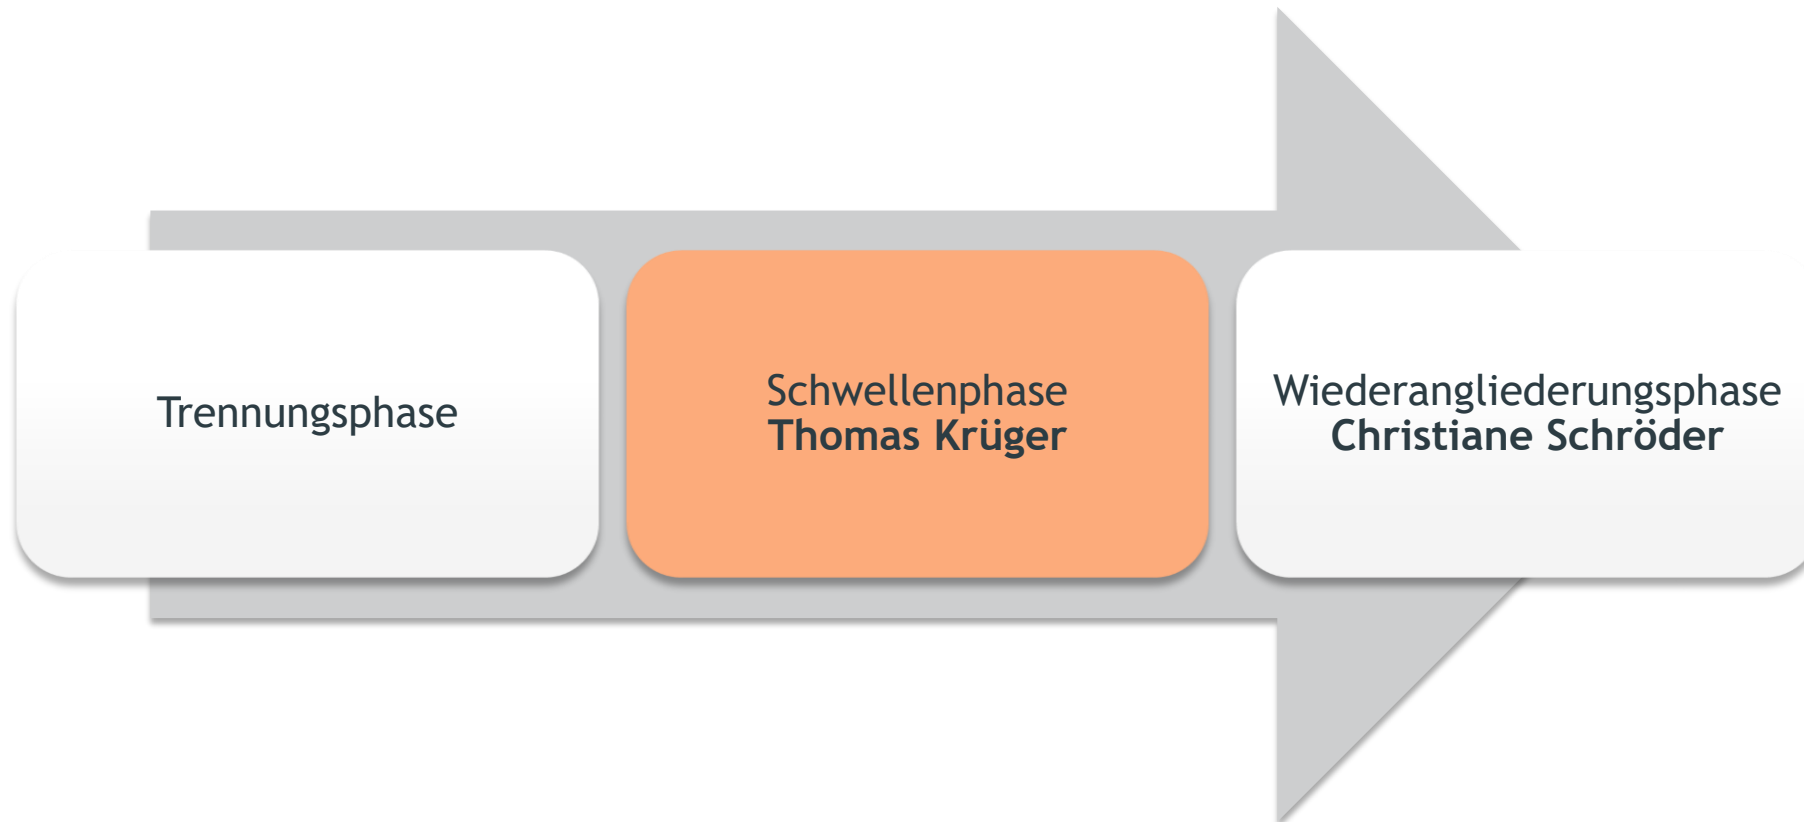 Trennungsphase
Schwellenphase
Thomas Krüger
Wiederangliederungsphase
Christiane Schröder